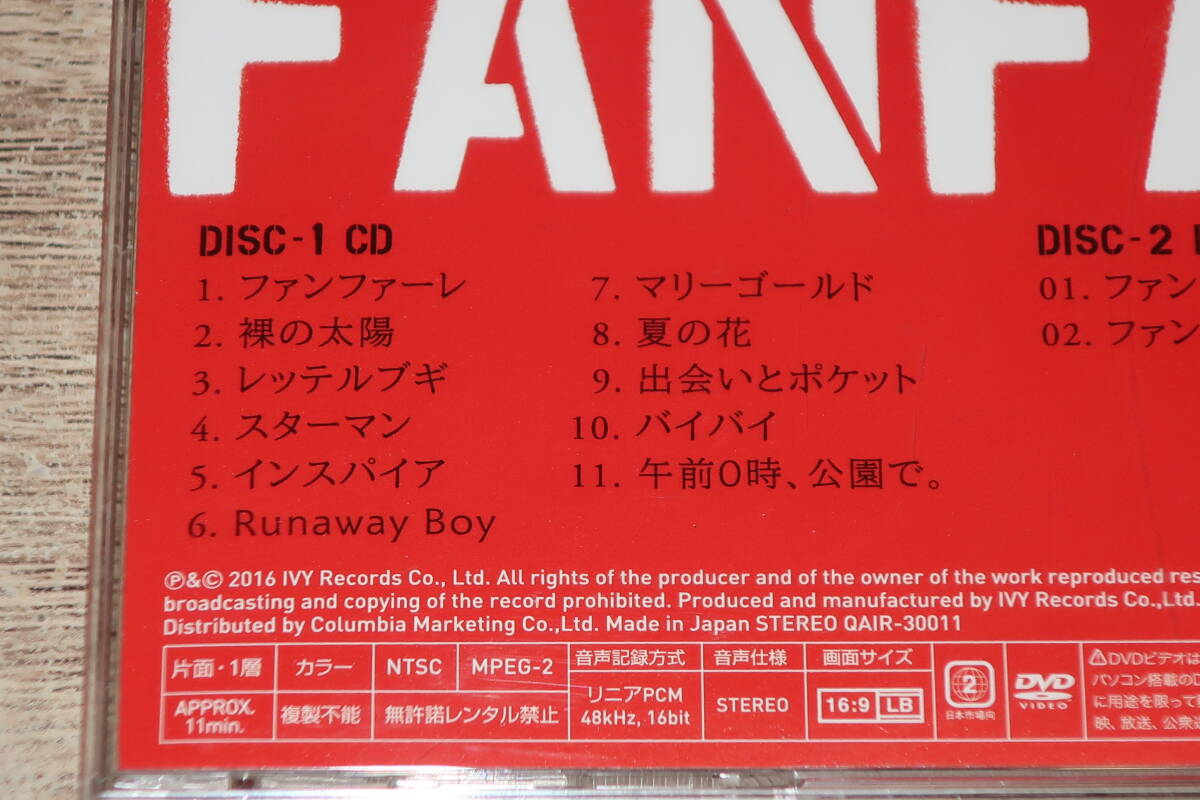 FANFA
DISC-1 CD
1. ファンファーレ
2. 裸の太陽
3. レッテルブギ
4. スターマン
5. インスパイア
6. Runaway Boy
7. マリーゴールド
8. 夏の花
9. 出会いとポケット
10. バイバイ
11. 午前0時、公園で。
DISC-2
01. ファン
02. ファン
℗&© 2016 IVY Records Co., Ltd. All rights of the producer and of the owner of the work reproduced res
broadcasting and copying of the record prohibited. Produced and manufactured by IVY Records Co.,Ltd.
Distributed by Columbia Marketing Co.,Ltd. Made in Japan STEREO QAIR-30011
片面・1層
カラー
NTSC
MPEG-2
APPROX.
11min.
複製不能
無許諾レンタル禁止
音声記録方式
リニアPCM
48kHz, 16bit
音声仕様
STEREO
画面サイズ
16:9 LB
2
日本市場向
DVD
VIDEO
⚠DVDビデオは
パソコン搭載のD
に用途を限って
映、放送、公衆送